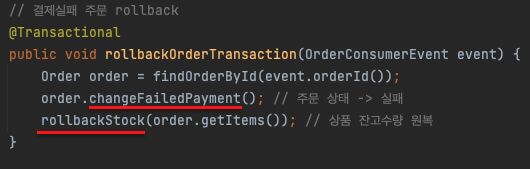 // 결제실패 주문 rollback
@Transactional
public void rollbackOrderTransaction(OrderConsumerEvent event) {
Order order = findOrderById(event.orderId());
order.changeFailedPayment(); // 주문 상태 -> 실패
rollbackStock(order.getItems()); // 상품 잔고수량 원복
}